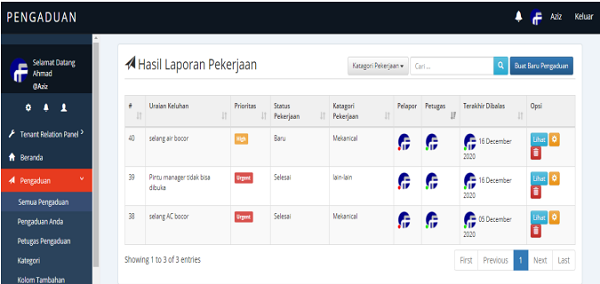 PENGADUAN
Aziz Keluar
Selamat Datang
Ahmad
@Aziz
Tenant Relation Panel
Beranda
Pengaduan
Semua Pengaduan
Pengaduan Anda
Petugas Pengaduan
Kategori
Kolom Tambahan
Hasil Laporan Pekerjaan
Katagori Pekerjaan
Cari...
Buat Baru Pengaduan
# Uraian Keluhan Prioritas Status Pekerjaan Katagori Pekerjaan Pelapor Petugas Terakhir Dibalas Opsi
40 selang air bocor High Baru Mekanical 16 December 2020 Lihat
39 Pintu manager tidak bisa dibuka Urgent Selesai lain-lain 16 December 2020 Lihat
38 selang AC bocor Urgent Selesai Mekanical 05 December 2020 Lihat
Showing 1 to 3 of 3 entries
First Previous 1 Next Last